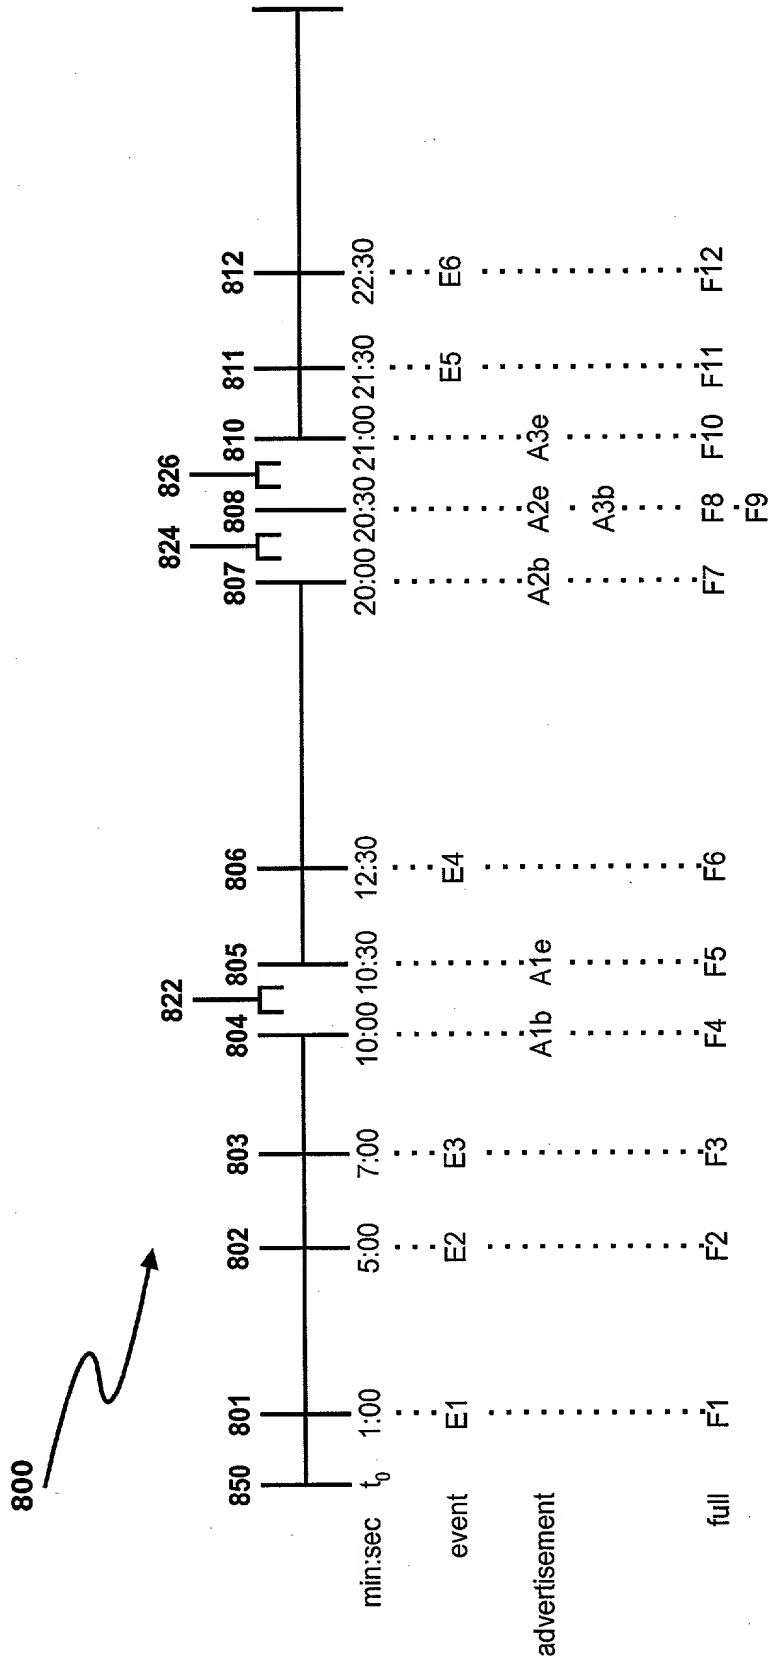 800
822 824 826
850 801 802 803 804 805 806 807 808 810 811 812
min:sec t0 1:00 5:00 7:00 10:00 10:30 12:30 20:00 20:30 21:00 21:30 22:30
event E1 E2 E3 E4 E5 E6
advertisement A1b A1e A2b A2e A3e
A3b
full F1 F2 F3 F4 F5 F6 F7 F8 F10 F11 F12
F9